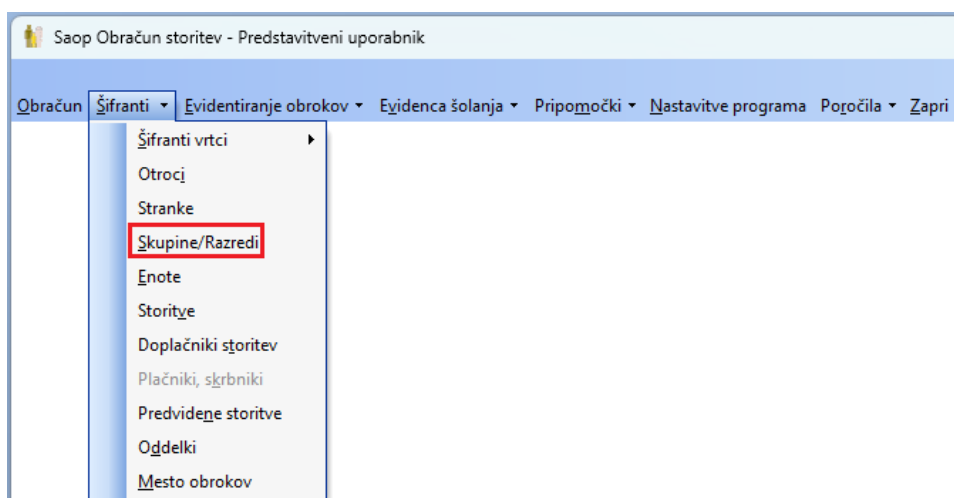 Saop Obračun storitev - Predstavitveni uporabnik
Obračun Šifranti Evidentiranje obrokov Evidenca šolanja Pripomočki Nastavitve programa Poročila Zapri
Šifranti vrtci
Otroci
Stranke
Skupine/Razredi
Enote
Storitve
Doplačniki storitev
Plačniki, skrbniki
Predvidene storitve
Oddelki
Mesto obrokov